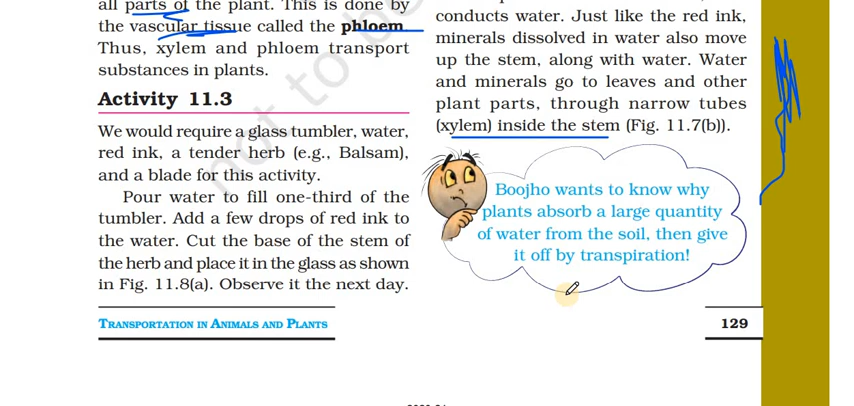 all parts of the plant. This is done by
the vascular tissue called the phloem.
Thus, xylem and phloem transport
substances in plants.
Activity 11.3
We would require a glass tumbler, water,
red ink, a tender herb (e.g., Balsam),
and a blade for this activity.
Pour water to fill one-third of the
tumbler. Add a few drops of red ink to
the water. Cut the base of the stem of
the herb and place it in the glass as shown
in Fig. 11.8(a). Observe it the next day.
conducts water. Just like the red ink,
minerals dissolved in water also move
up the stem, along with water. Water
and minerals go to leaves and other
plant parts, through narrow tubes
(xylem) inside the stem (Fig. 11.7(b)).
Boojho wants to know why
plants absorb a large quantity
of water from the soil, then give
it off by transpiration!
TRANSPORTATION IN ANIMALS AND PLANTS
129
not to be